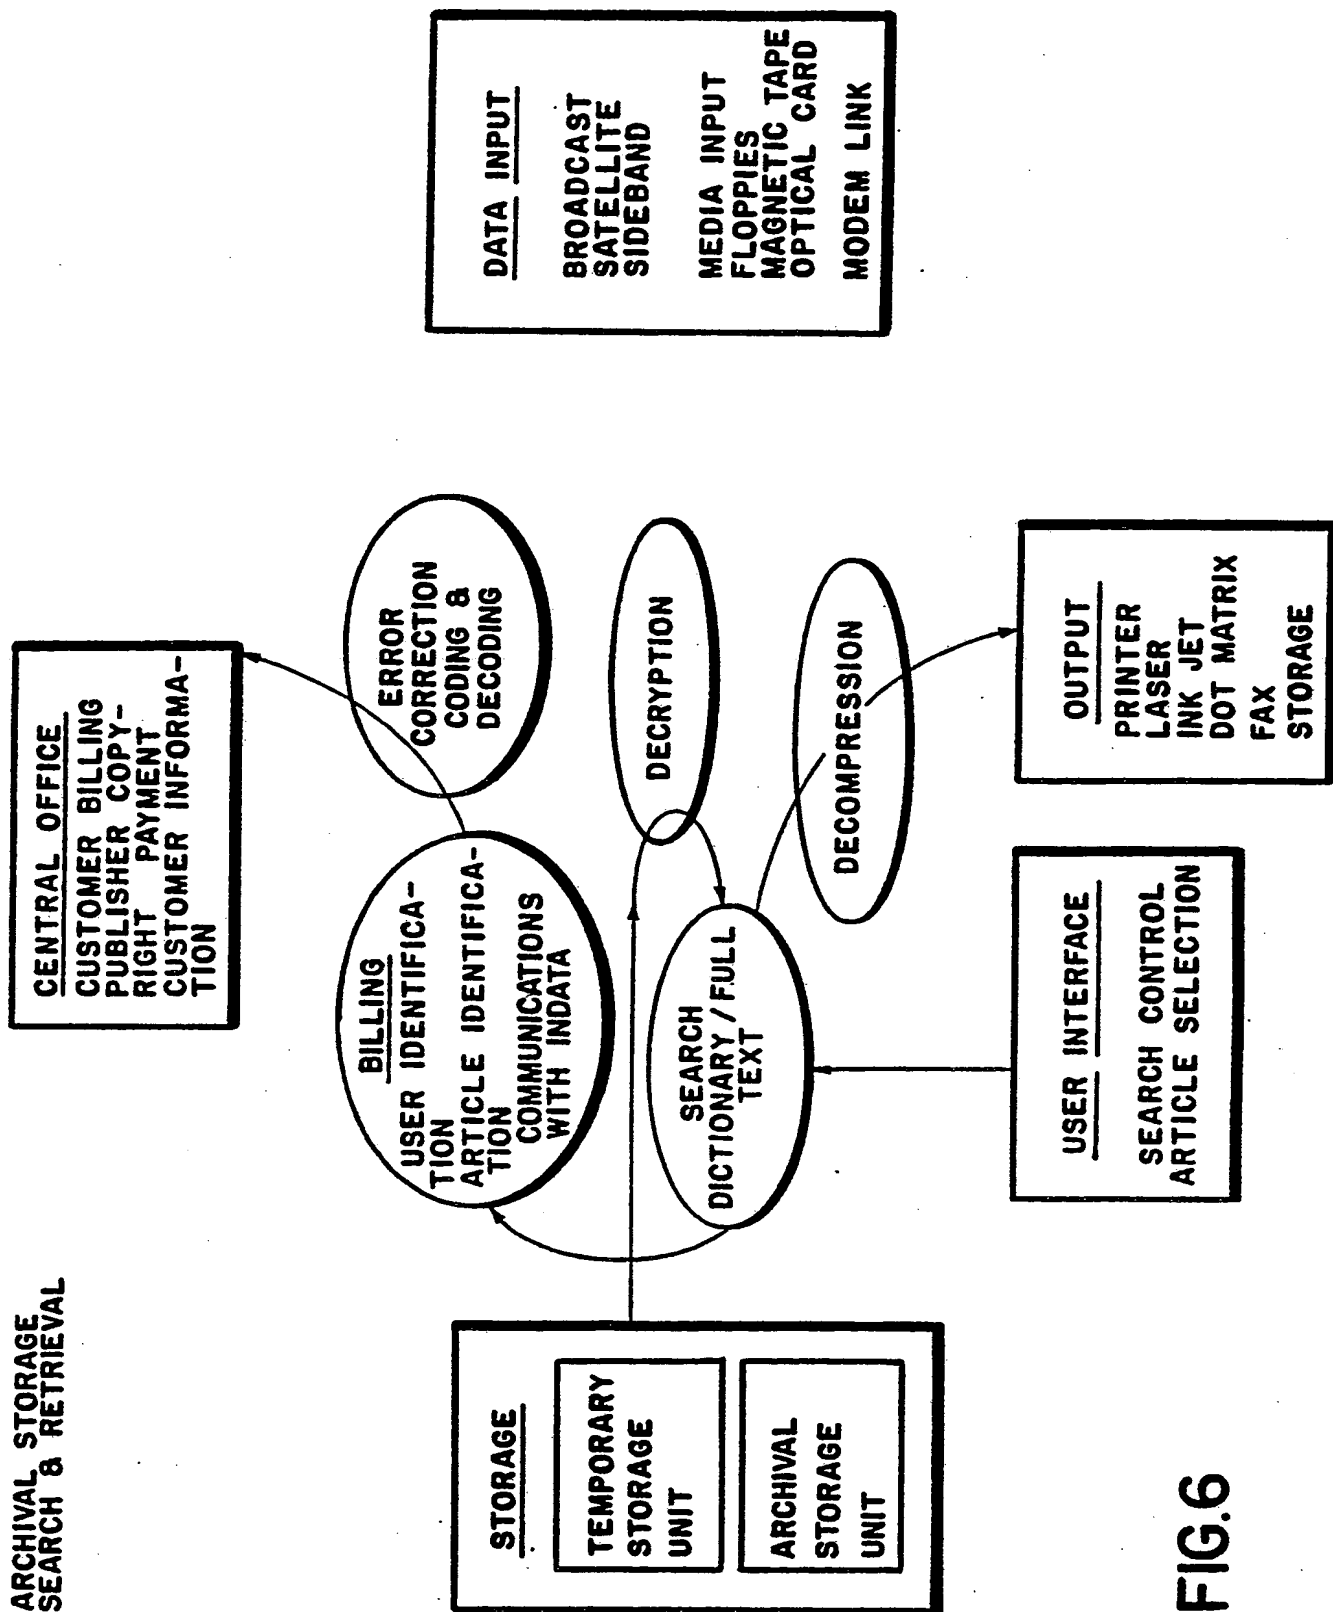 ARCHIVAL STORAGE
SEARCH & RETRIEVAL
CENTRAL OFFICE
CUSTOMER BILLING
PUBLISHER COPY-
RIGHT PAYMENT
CUSTOMER INFORMA-
TION
BILLING
USER IDENTIFICA-
TION
ARTICLE IDENTIFICA-
TION
COMMUNICATIONS
WITH INDATA
ERROR
CORRECTION
CODING &
DECODING
DATA INPUT
BROADCAST
SATELLITE
SIDEBAND
MEDIA INPUT
FLOPPIES
MAGNETIC TAPE
OPTICAL CARD
MODEM LINK
STORAGE
TEMPORARY
STORAGE
UNIT
ARCHIVAL
STORAGE
UNIT
SEARCH
DICTIONARY / FULL
TEXT
DECRYPTION
DECOMPRESSION
USER INTERFACE
SEARCH CONTROL
ARTICLE SELECTION
OUTPUT
PRINTER
LASER
INK JET
DOT MATRIX
FAX
STORAGE
FIG.6